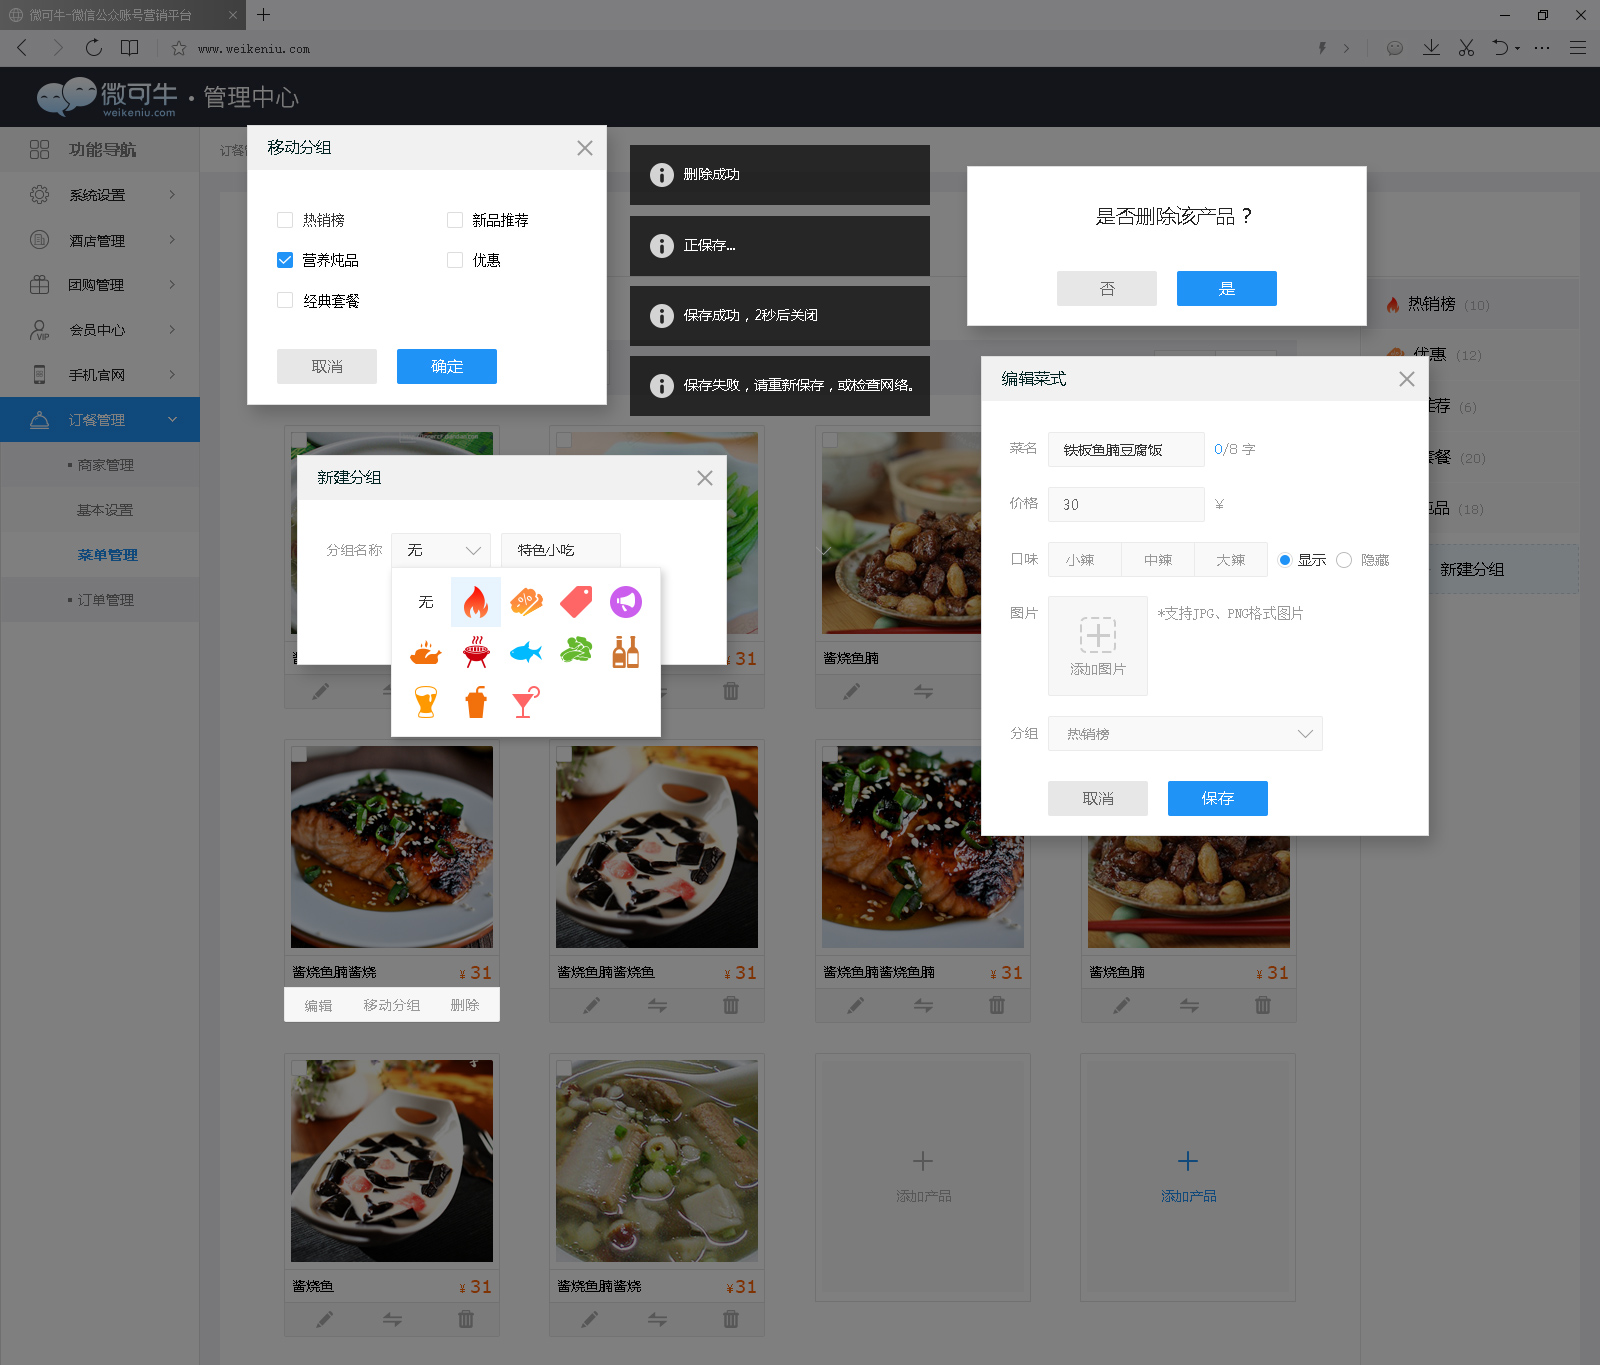 微可牛-微信公众账号营销平台
www.weikeniu.com
微可牛
weikeniu.com
·管理中心
功能导航
系统设置
酒店管理
团购管理
会员中心
手机官网
订餐管理
商家管理
基本设置
菜单管理
订单管理
订餐
移动分组
热销榜
新品推荐
营养炖品
优惠
经典套餐
取消
确定
删除成功
正保存...
保存成功，2秒后关闭
保存失败，请重新保存，或检查网络。
是否删除该产品？
否
是
热销榜 (10)
优惠 (12)
荐 (6)
套餐 (20)
品 (18)
新建分组
编辑菜式
菜名
铁板鱼腩豆腐饭
0/8 字
价格
30
¥
口味
小辣
中辣
大辣
显示
隐藏
图片
添加图片
*支持JPG、PNG格式图片
分组
热销榜
取消
保存
新建分组
分组名称
无
特色小吃
无
31
酱烧鱼腩
酱烧鱼腩酱烧
¥ 31
编辑
移动分组
删除
酱烧鱼腩酱烧鱼
¥ 31
酱烧鱼腩酱烧鱼腩
¥ 31
酱烧鱼腩
¥ 31
酱烧鱼
¥ 31
酱烧鱼腩酱烧
¥31
添加产品
添加产品